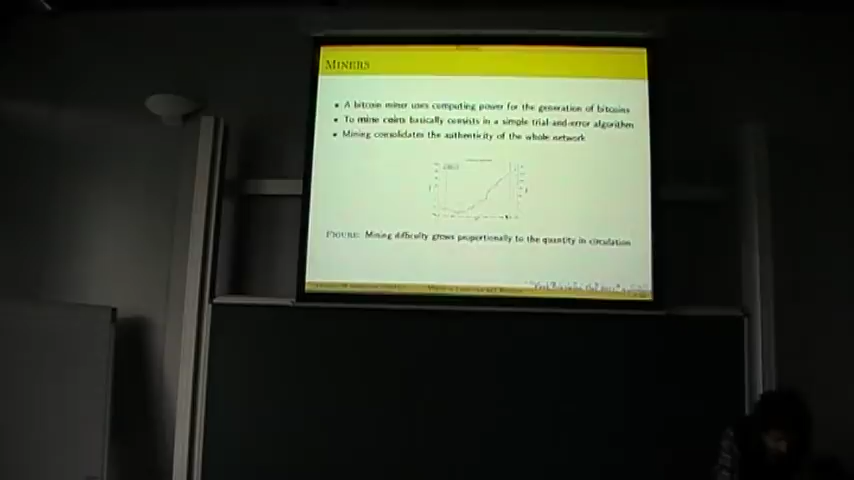 MINERS
A bitcoin miner uses computing power for the generation of bitcoins
To mine coins basically consists in a simple trial-and-error algorithm
Mining consolidates the authenticity of the whole network
FIGURE: Mining difficulty grows proportionally to the quantity in circulation